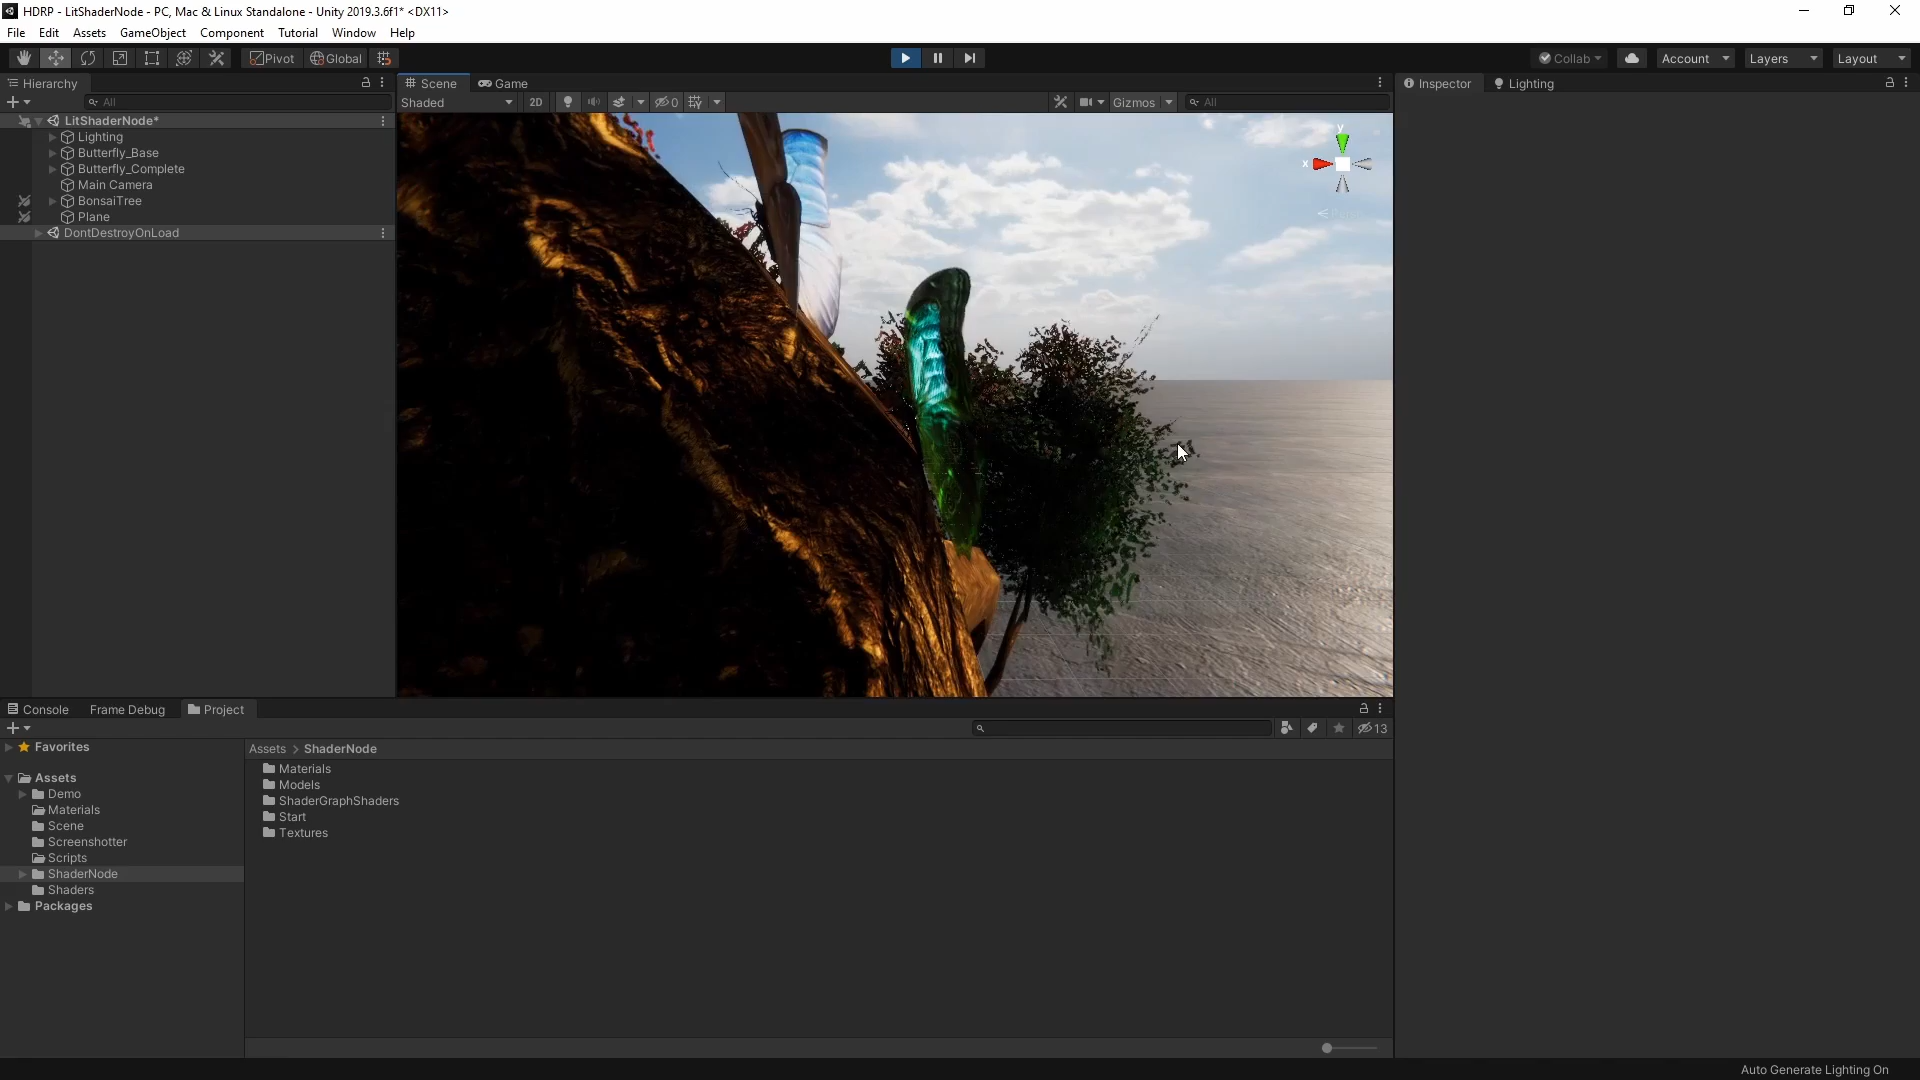 HDRP - LitShaderNode - PC, Mac & Linux Standalone - Unity 2019.3.6f1* <DX11>
File Edit Assets GameObject Component Tutorial Window Help
Pivot Global Collab Account Layers Layout
Hierarchy
All
LitShaderNode*
Lighting
Butterfly_Base
Butterfly_Complete
Main Camera
BonsaiTree
Plane
DontDestroyOnLoad
Scene Game
Shaded 2D 0 Gizmos All
y
x
Inspector Lighting
Console Frame Debug Project
13
Favorites
Assets
Demo
Materials
Scene
Screenshotter
Scripts
ShaderNode
Shaders
Packages
Assets > ShaderNode
Materials
Models
ShaderGraphShaders
Start
Textures
Auto Generate Lighting On